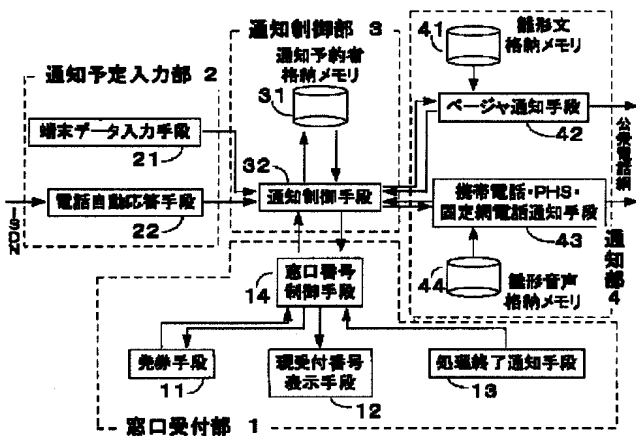 通知制御部 3
通知予約者
格納メモリ
31
雛形文
格納メモリ
41
通知予定入力部 2
端末データ入力手段
21
電話自動応答手段
22
ISDN
32
通知制御手段
ページャ通知手段
42
公衆電話網
携帯電話・PHS・
固定網電話通知手段
43
通知部 4
44
雛形音声
格納メモリ
14
窓口番号
制御手段
発券手段
11
現受付番号
表示手段
12
処理終了通知手段
13
窓口受付部 1